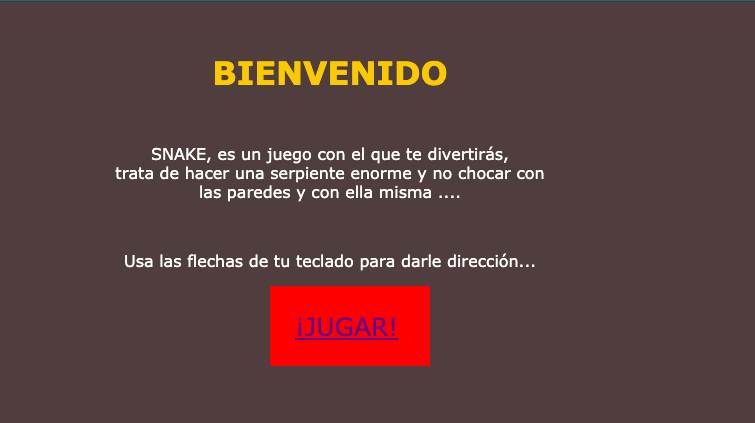 BIENVENIDO
SNAKE, es un juego con el que te divertirás,
trata de hacer una serpiente enorme y no chocar con
las paredes y con ella misma ....
Usa las flechas de tu teclado para darle dirección...
¡JUGAR!